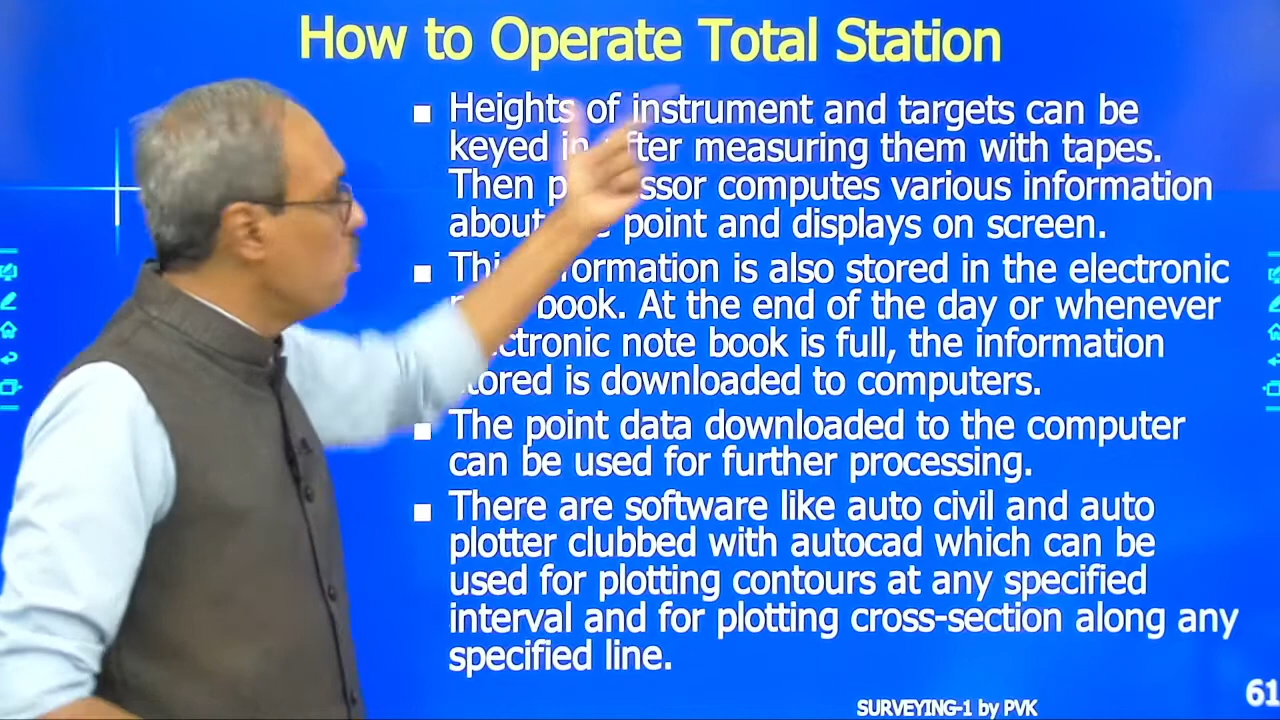 How to Operate Total Station
Heights of instrument and targets can be
keyed in after measuring them with tapes.
Then processor computes various information
about point and displays on screen.
This information is also stored in the electronic
book. At the end of the day or whenever
electronic note book is full, the information
stored is downloaded to computers.
The point data downloaded to the computer
can be used for further processing.
There are software like auto civil and auto
plotter clubbed with autocad which can be
used for plotting contours at any specified
interval and for plotting cross-section along any
specified line.
SURVEYING-1 by PVK
61